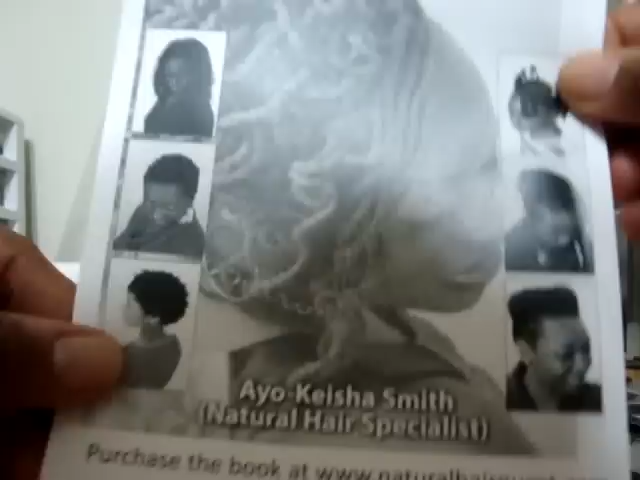 Ayo-Keisha Smith
(Natural Hair Specialist)
Purchase the book at